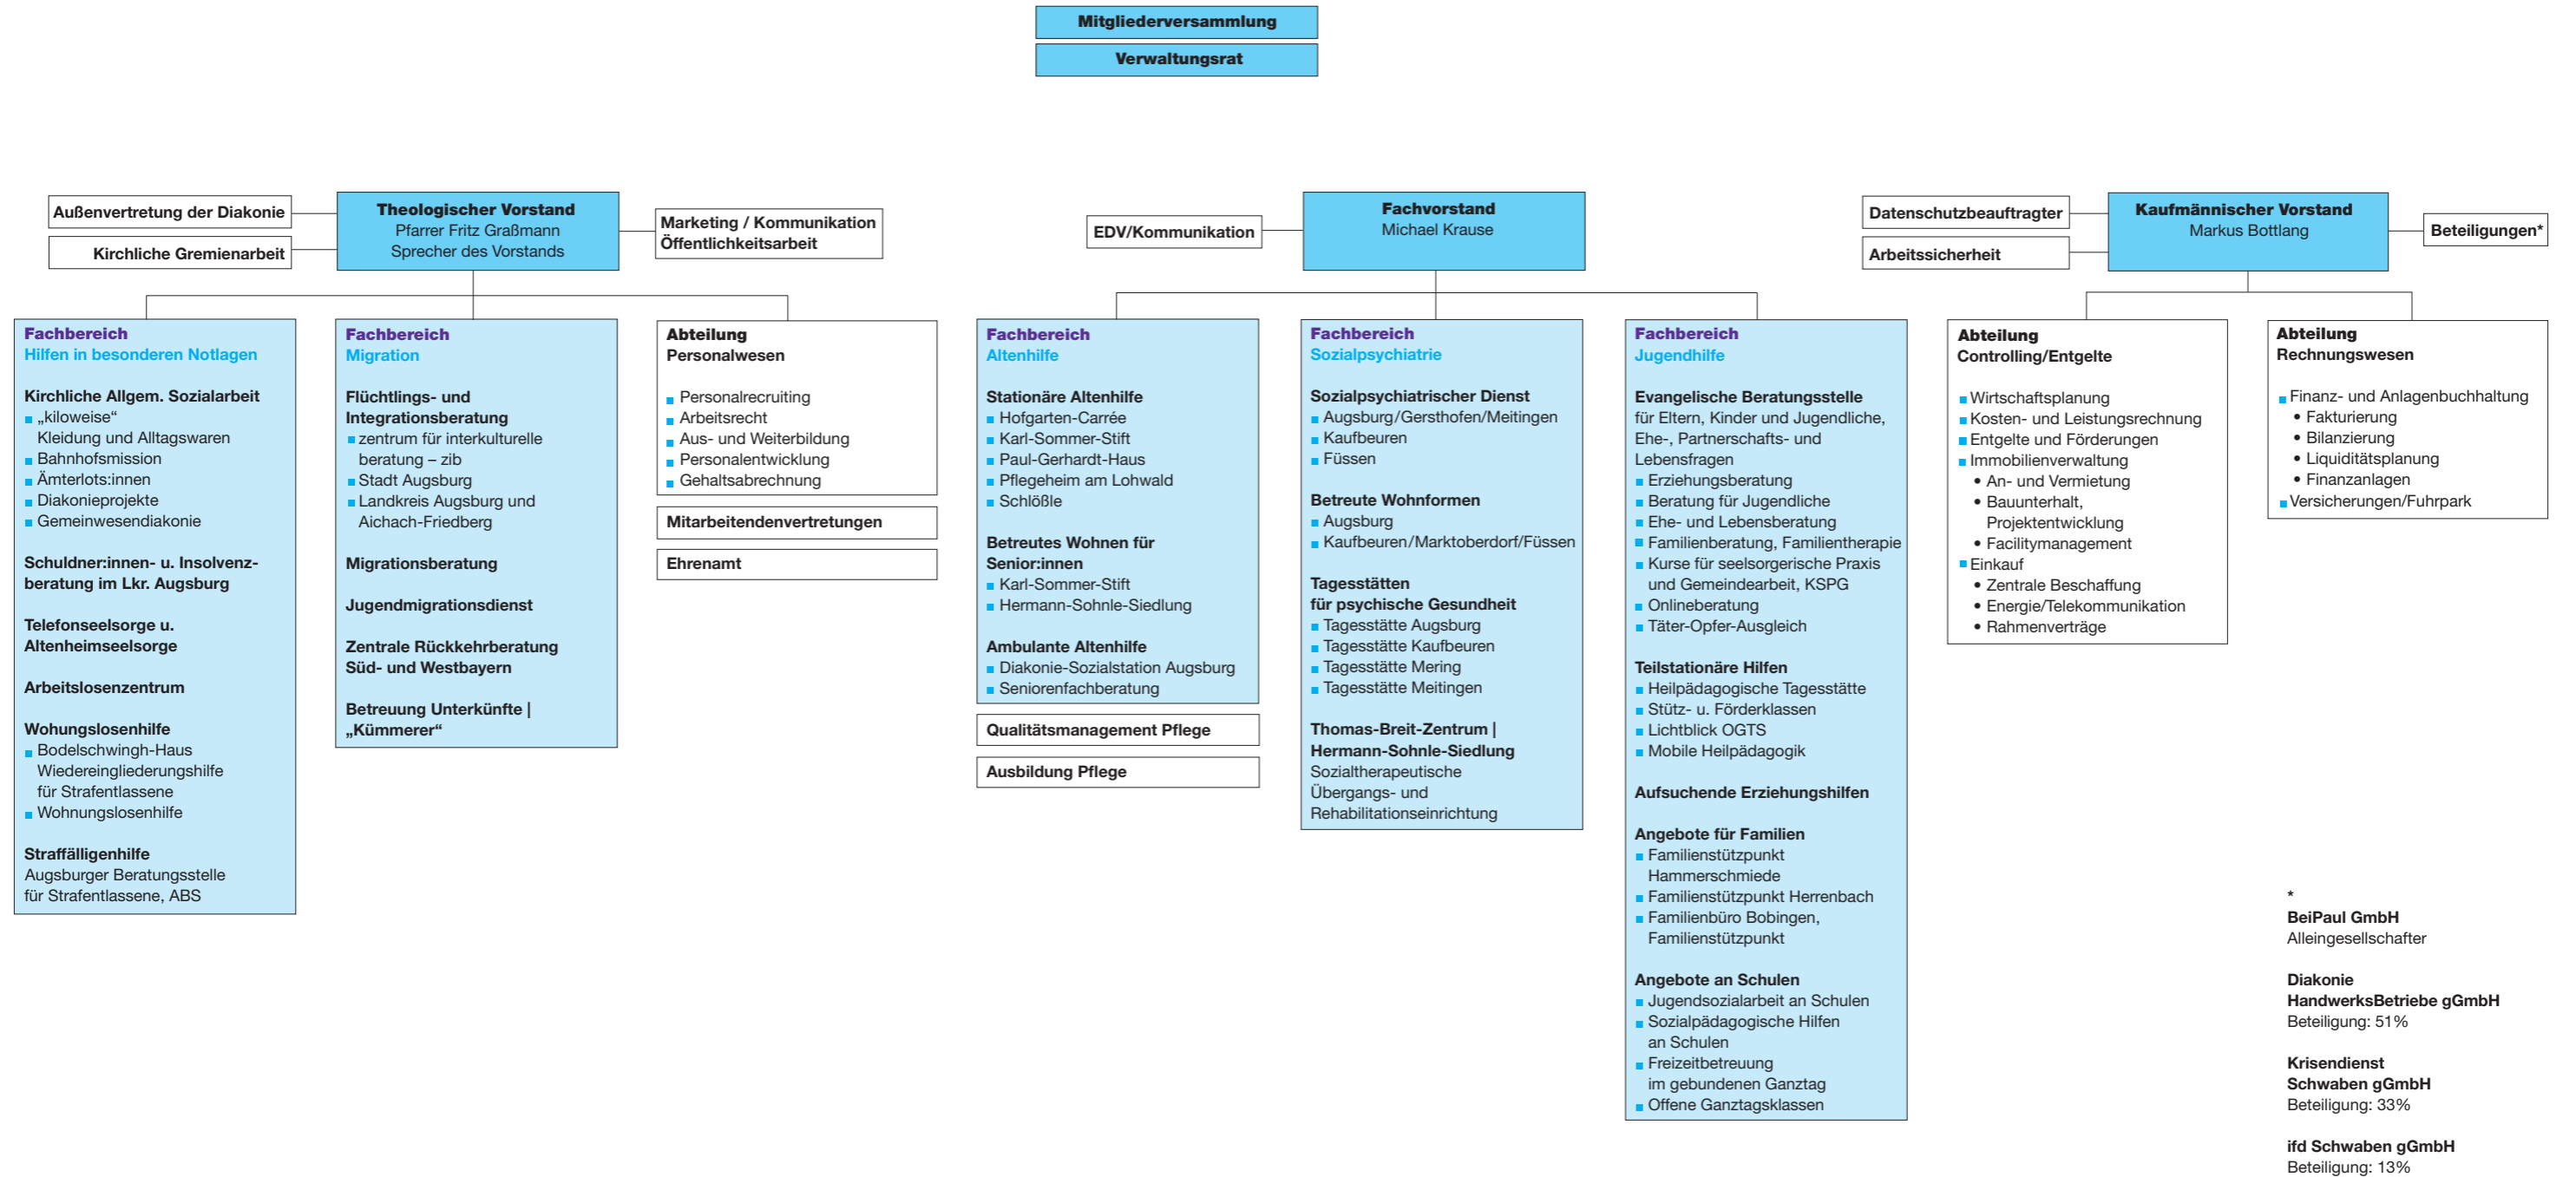 Mitgliederversammlung
Verwaltungsrat
Außenvertretung der Diakonie
Kirchliche Gremienarbeit
Theologischer Vorstand
Pfarrer Fritz Graßmann
Sprecher des Vorstands
Marketing / Kommunikation
Öffentlichkeitsarbeit
EDV/Kommunikation
Fachvorstand
Michael Krause
Datenschutzbeauftragter
Arbeitssicherheit
Kaufmännischer Vorstand
Markus Bottlang
Beteiligungen*
Fachbereich
Hilfen in besonderen Notlagen
Kirchliche Allgem. Sozialarbeit
„kiloweise“
Kleidung und Alltagswaren
Bahnhofsmission
Ämterlots:innen
Diakonieprojekte
Gemeinwesendiakonie
Schuldner:innen- u. Insolvenz-
beratung im Lkr. Augsburg
Telefonseelsorge u.
Altenheimseelsorge
Arbeitslosenzentrum
Wohungslosenhilfe
Bodelschwingh-Haus
Wiedereingliederungshilfe
für Strafentlassene
Wohnungslosenhilfe
Straffälligenhilfe
Augsburger Beratungsstelle
für Strafentlassene, ABS
Fachbereich
Migration
Flüchtlings- und
Integrationsberatung
zentrum für interkulturelle
beratung – zib
Stadt Augsburg
Landkreis Augsburg und
Aichach-Friedberg
Migrationsberatung
Jugendmigrationsdienst
Zentrale Rückkehrberatung
Süd- und Westbayern
Betreuung Unterkünfte |
„Kümmerer“
Abteilung
Personalwesen
Personalrecruiting
Arbeitsrecht
Aus- und Weiterbildung
Personalentwicklung
Gehaltsabrechnung
Mitarbeitendenvertretungen
Ehrenamt
Fachbereich
Altenhilfe
Stationäre Altenhilfe
Hofgarten-Carrée
Karl-Sommer-Stift
Paul-Gerhardt-Haus
Pflegeheim am Lohwald
Schlößle
Betreutes Wohnen für
Senior:innen
Karl-Sommer-Stift
Hermann-Sohnle-Siedlung
Ambulante Altenhilfe
Diakonie-Sozialstation Augsburg
Seniorenfachberatung
Qualitätsmanagement Pflege
Ausbildung Pflege
Fachbereich
Sozialpsychiatrie
Sozialpsychiatrischer Dienst
Augsburg/Gersthofen/Meitingen
Kaufbeuren
Füssen
Betreute Wohnformen
Augsburg
Kaufbeuren/Marktoberdorf/Füssen
Tagesstätten
für psychische Gesundheit
Tagesstätte Augsburg
Tagesstätte Kaufbeuren
Tagesstätte Mering
Tagesstätte Meitingen
Thomas-Breit-Zentrum |
Hermann-Sohnle-Siedlung
Sozialtherapeutische
Übergangs- und
Rehabilitationseinrichtung
Fachbereich
Jugendhilfe
Evangelische Beratungsstelle
für Eltern, Kinder und Jugendliche,
Ehe-, Partnerschafts- und
Lebensfragen
Erziehungsberatung
Beratung für Jugendliche
Ehe- und Lebensberatung
Familienberatung, Familientherapie
Kurse für seelsorgerische Praxis
und Gemeindearbeit, KSPG
Onlineberatung
Täter-Opfer-Ausgleich
Teilstationäre Hilfen
Heilpädagogische Tagesstätte
Stütz- u. Förderklassen
Lichtblick OGTS
Mobile Heilpädagogik
Aufsuchende Erziehungshilfen
Angebote für Familien
Familienstützpunkt
Hammerschmiede
Familienstützpunkt Herrenbach
Familienbüro Bobingen,
Familienstützpunkt
Angebote an Schulen
Jugendsozialarbeit an Schulen
Sozialpädagogische Hilfen
an Schulen
Freizeitbetreuung
im gebundenen Ganztag
Offene Ganztagsklassen
Abteilung
Controlling/Entgelte
Wirtschaftsplanung
Kosten- und Leistungsrechnung
Entgelte und Förderungen
Immobilienverwaltung
• An- und Vermietung
• Bauunterhalt,
Projektentwicklung
• Facilitymanagement
Einkauf
• Zentrale Beschaffung
• Energie/Telekommunikation
• Rahmenverträge
Abteilung
Rechnungswesen
Finanz- und Anlagenbuchhaltung
• Fakturierung
• Bilanzierung
• Liquiditätsplanung
• Finanzanlagen
Versicherungen/Fuhrpark
*
BeiPaul GmbH
Alleingesellschafter
Diakonie
HandwerksBetriebe gGmbH
Beteiligung: 51%
Krisendienst
Schwaben gGmbH
Beteiligung: 33%
ifd Schwaben gGmbH
Beteiligung: 13%